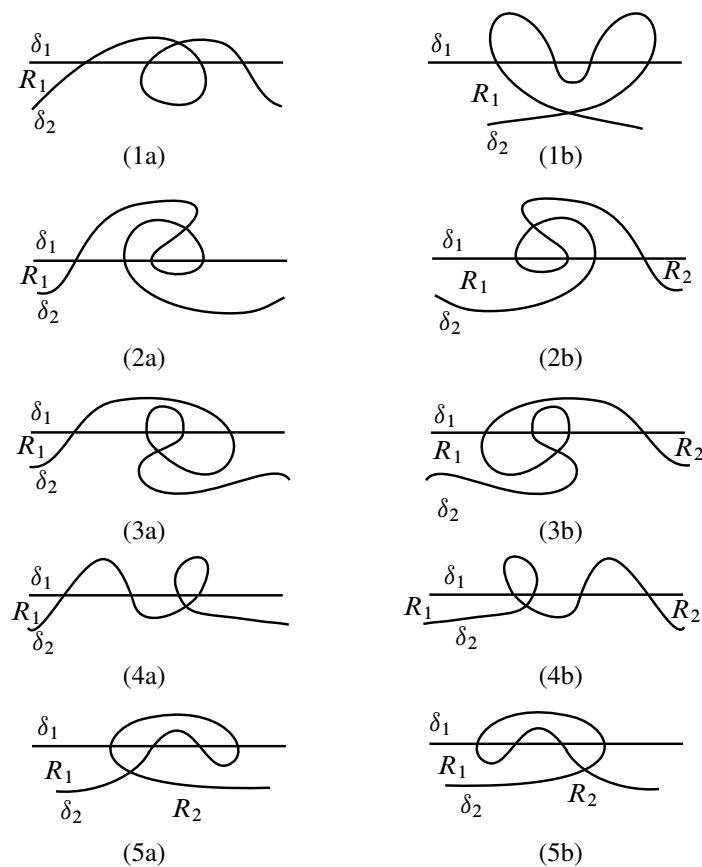 δ₁ δ₁
R₁ R₁
δ₂ δ₂
(1a) (1b)
δ₁ δ₁
R₁ R₁ R₂
δ₂ δ₂
(2a) (2b)
δ₁ δ₁
R₁ R₁ R₂
δ₂ δ₂
(3a) (3b)
δ₁ δ₁
R₁ R₁ R₂
δ₂ δ₂
(4a) (4b)
δ₁ δ₁
R₁ R₁
δ₂ R₂ δ₂ R₂
(5a) (5b)